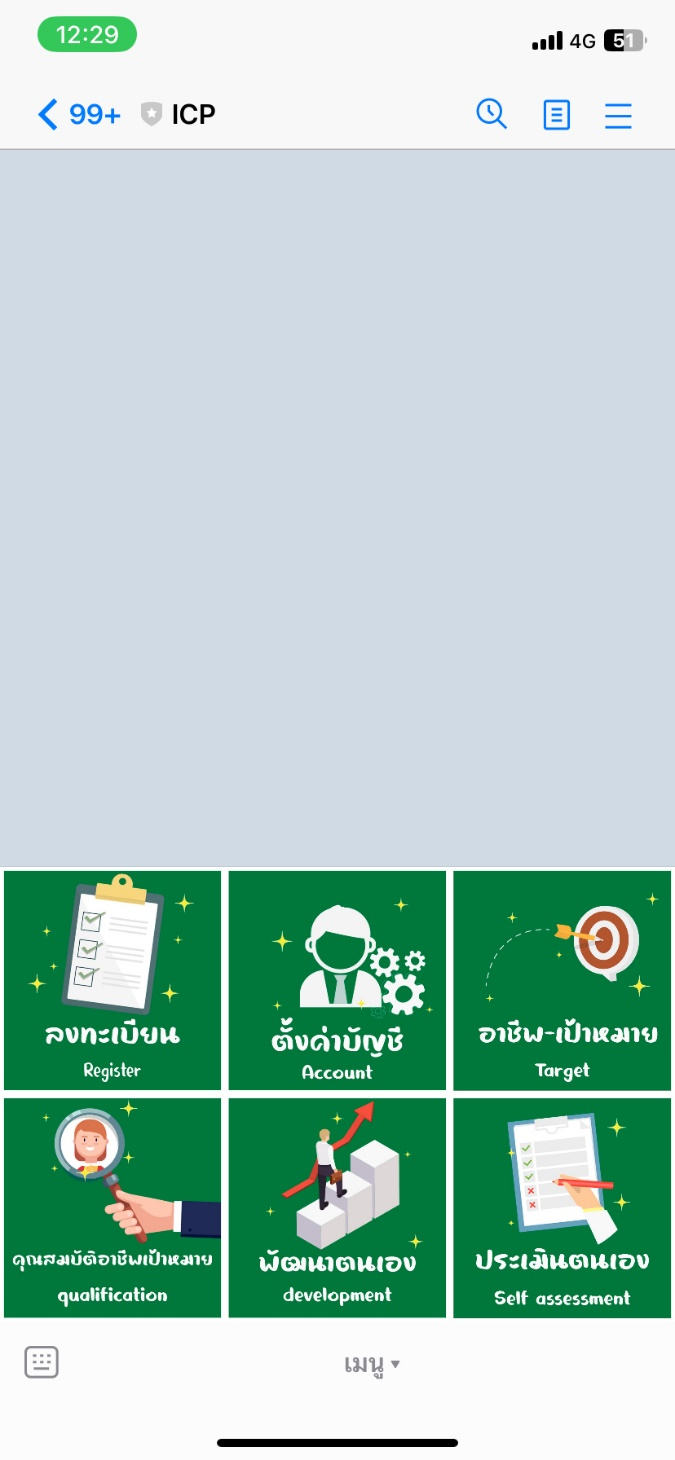 12:29
4G
51
99+
ICP
ลงทะเบียน
Register
ตั้งค่าบัญชี
Account
อาชีพ-เป้าหมาย
Target
คุณสมบัติอาชีพเป้าหมาย
qualification
พัฒนาตนเอง
development
ประเมินตนเอง
Self assessment
เมนู